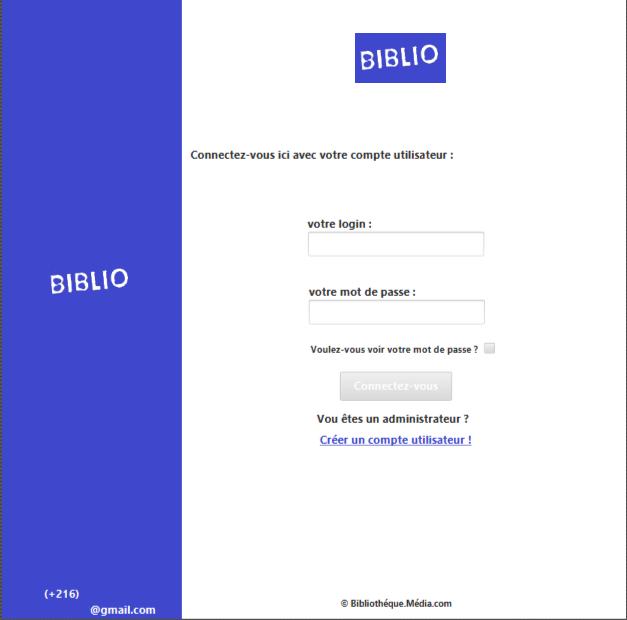 BIBLIO
Connectez-vous ici avec votre compte utilisateur :
votre login :
BIBLIO
votre mot de passe :
Voulez-vous voir votre mot de passe ?
Connectez-vous
Vou êtes un administrateur ?
Créer un compte utilisateur !
(+216)
@gmail.com
© Bibliothéque.Média.com